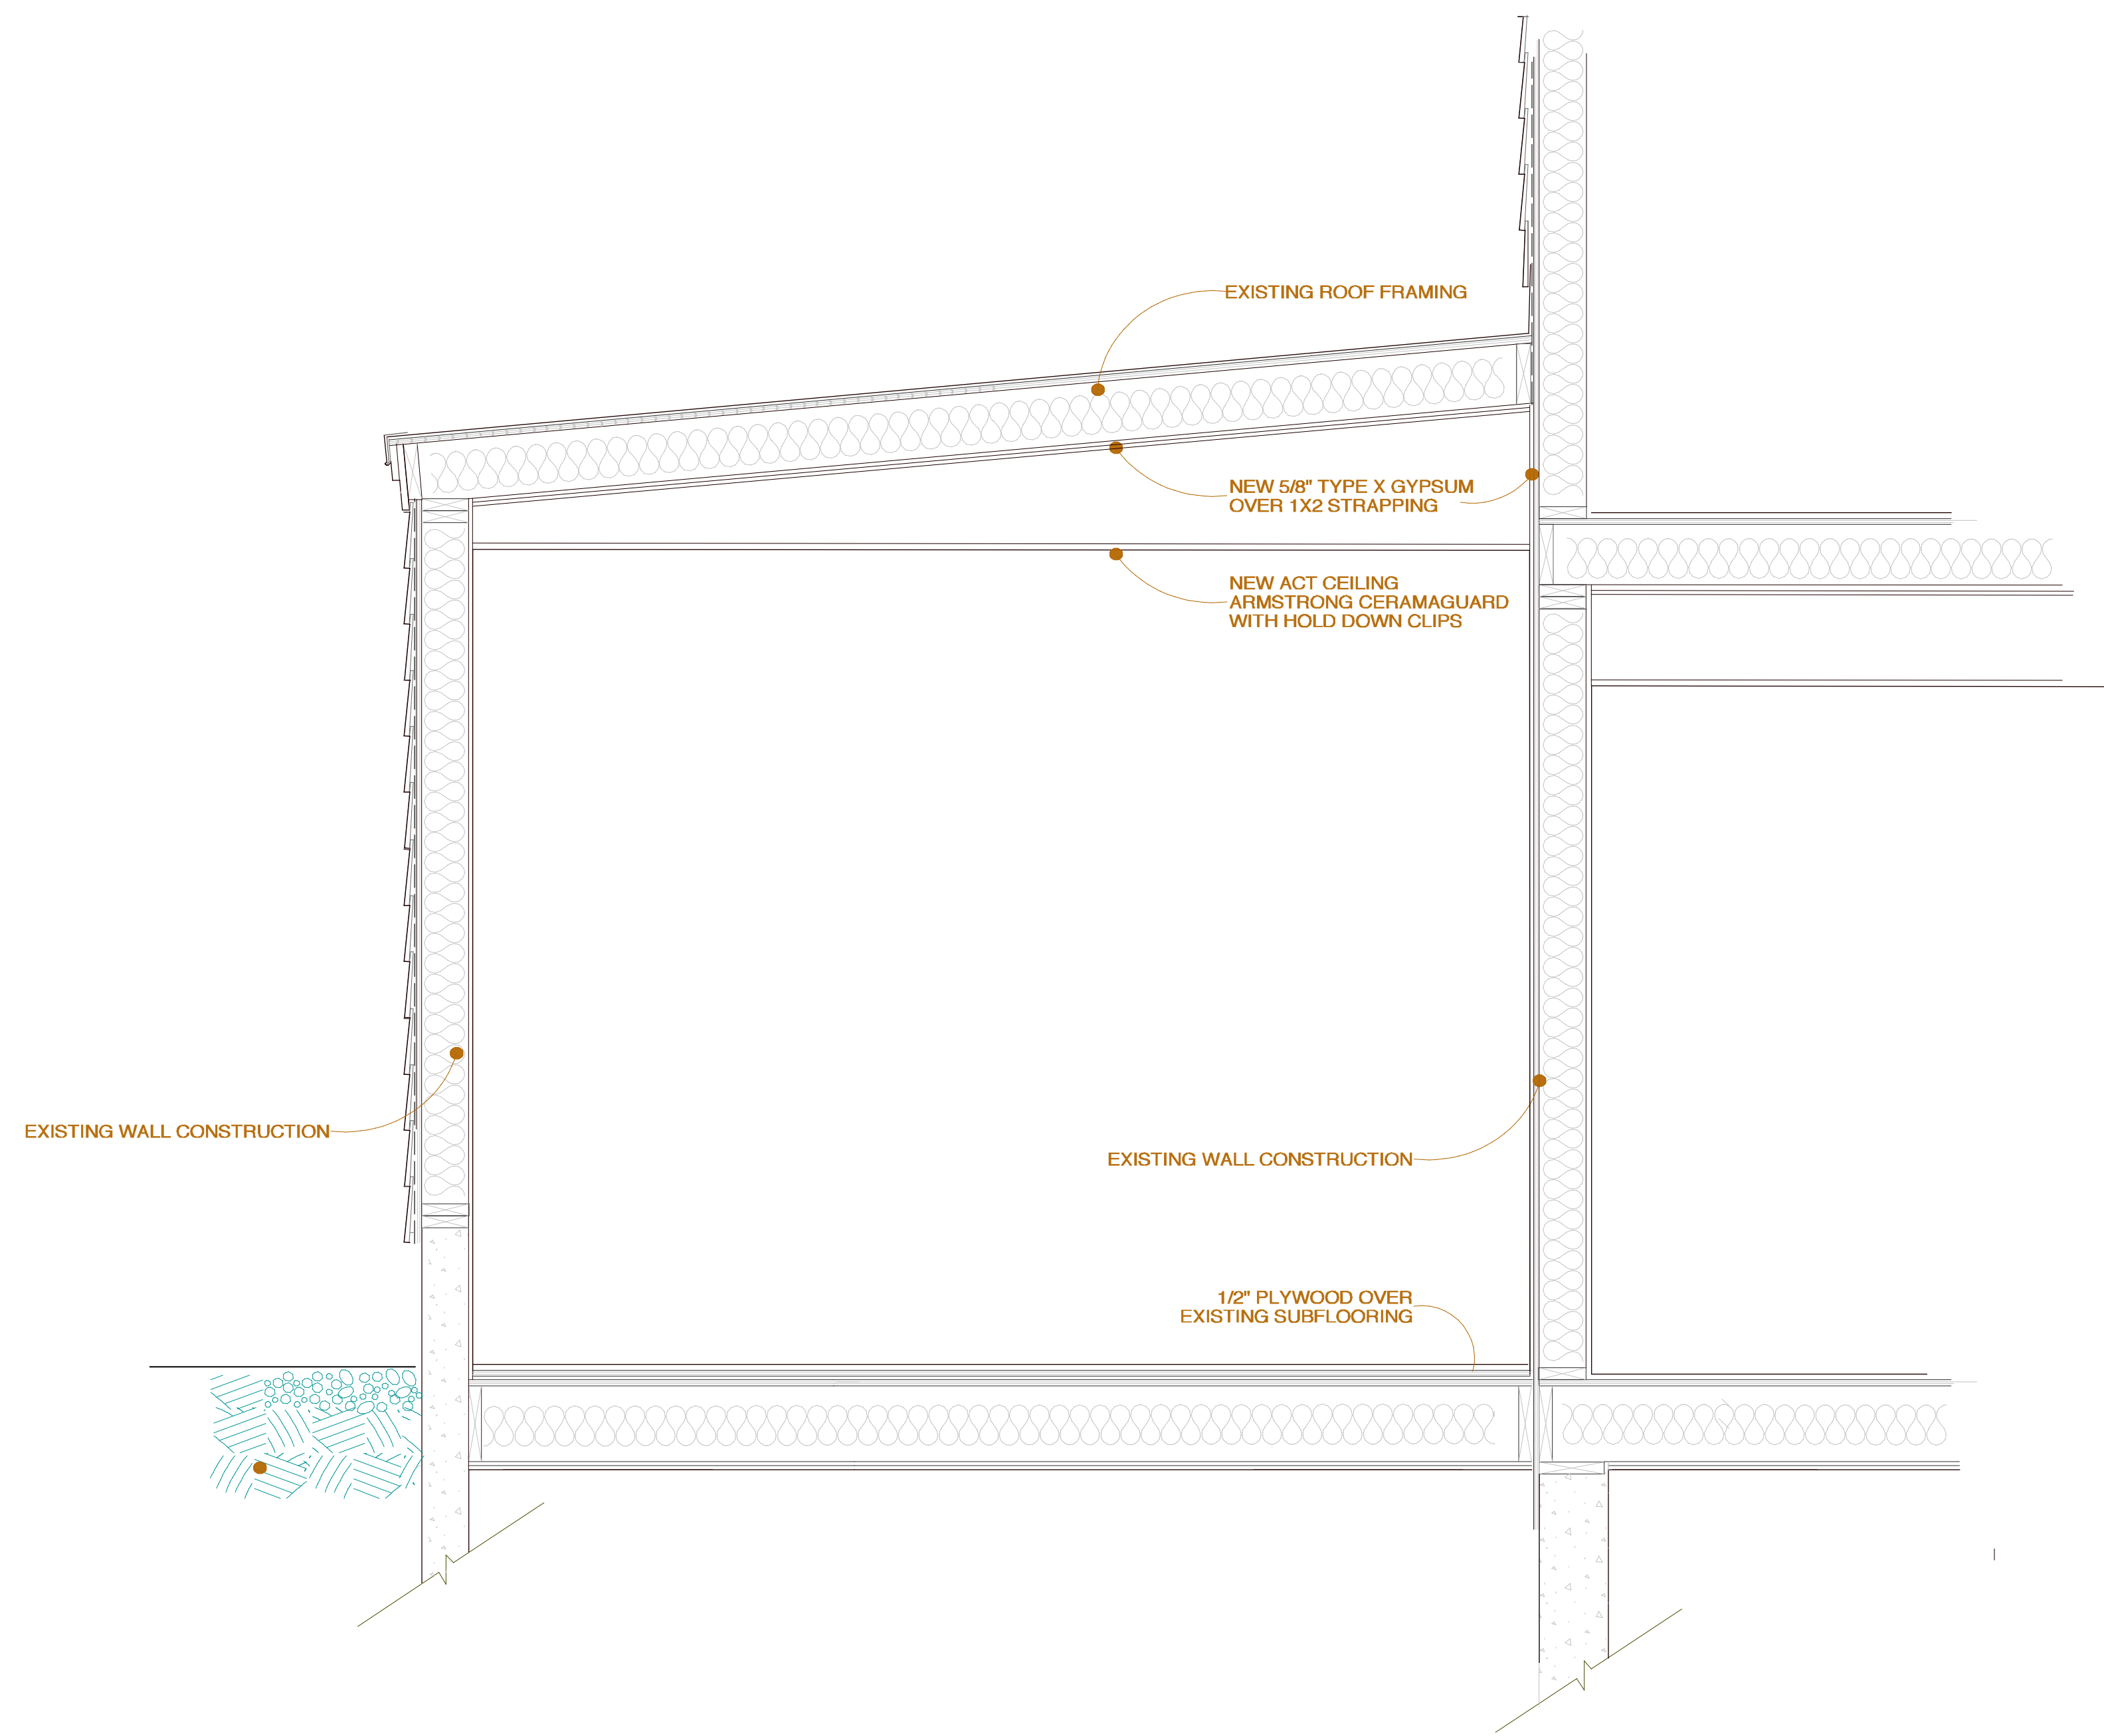 EXISTING ROOF FRAMING
NEW 5/8" TYPE X GYPSUM
OVER 1X2 STRAPPING
NEW ACT CEILING
ARMSTRONG CERAMAGUARD
WITH HOLD DOWN CLIPS
EXISTING WALL CONSTRUCTION
EXISTING WALL CONSTRUCTION
1/2" PLYWOOD OVER
EXISTING SUBFLOORING